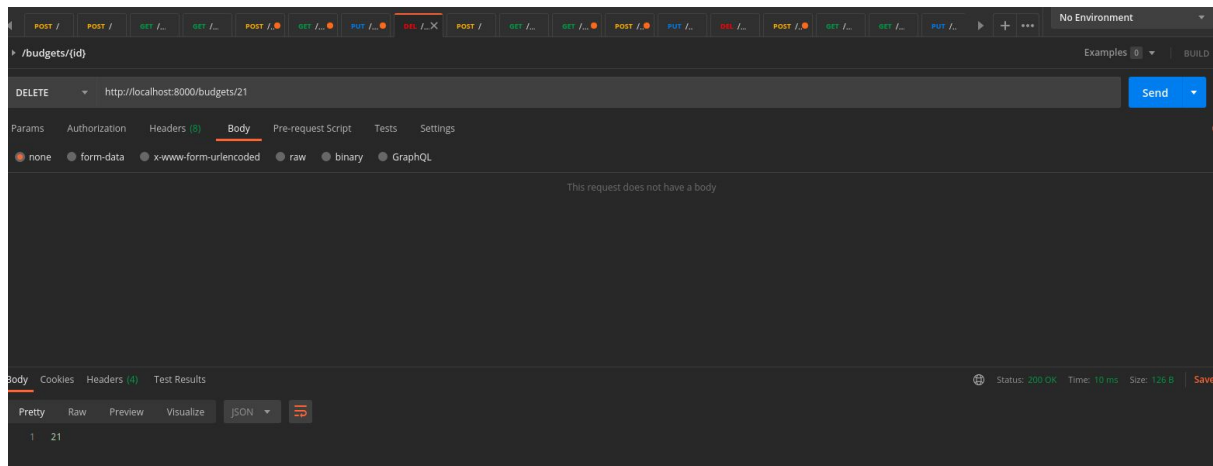 POST / POST / GET /... GET /... POST /.. GET /... PUT /... DEL /... X POST / GET /... GET /... POST /.. PUT /.. DEL /.. POST /.. GET /... GET /... PUT /.. + ••• No Environment
/budgets/{id} Examples 0 BUILD
DELETE http://localhost:8000/budgets/21 Send
Params Authorization Headers (8) Body Pre-request Script Tests Settings
none form-data x-www-form-urlencoded raw binary GraphQL
This request does not have a body
Body Cookies Headers (4) Test Results Status: 200 OK Time: 10 ms Size: 126 B Save
Pretty Raw Preview Visualize JSON
1 21